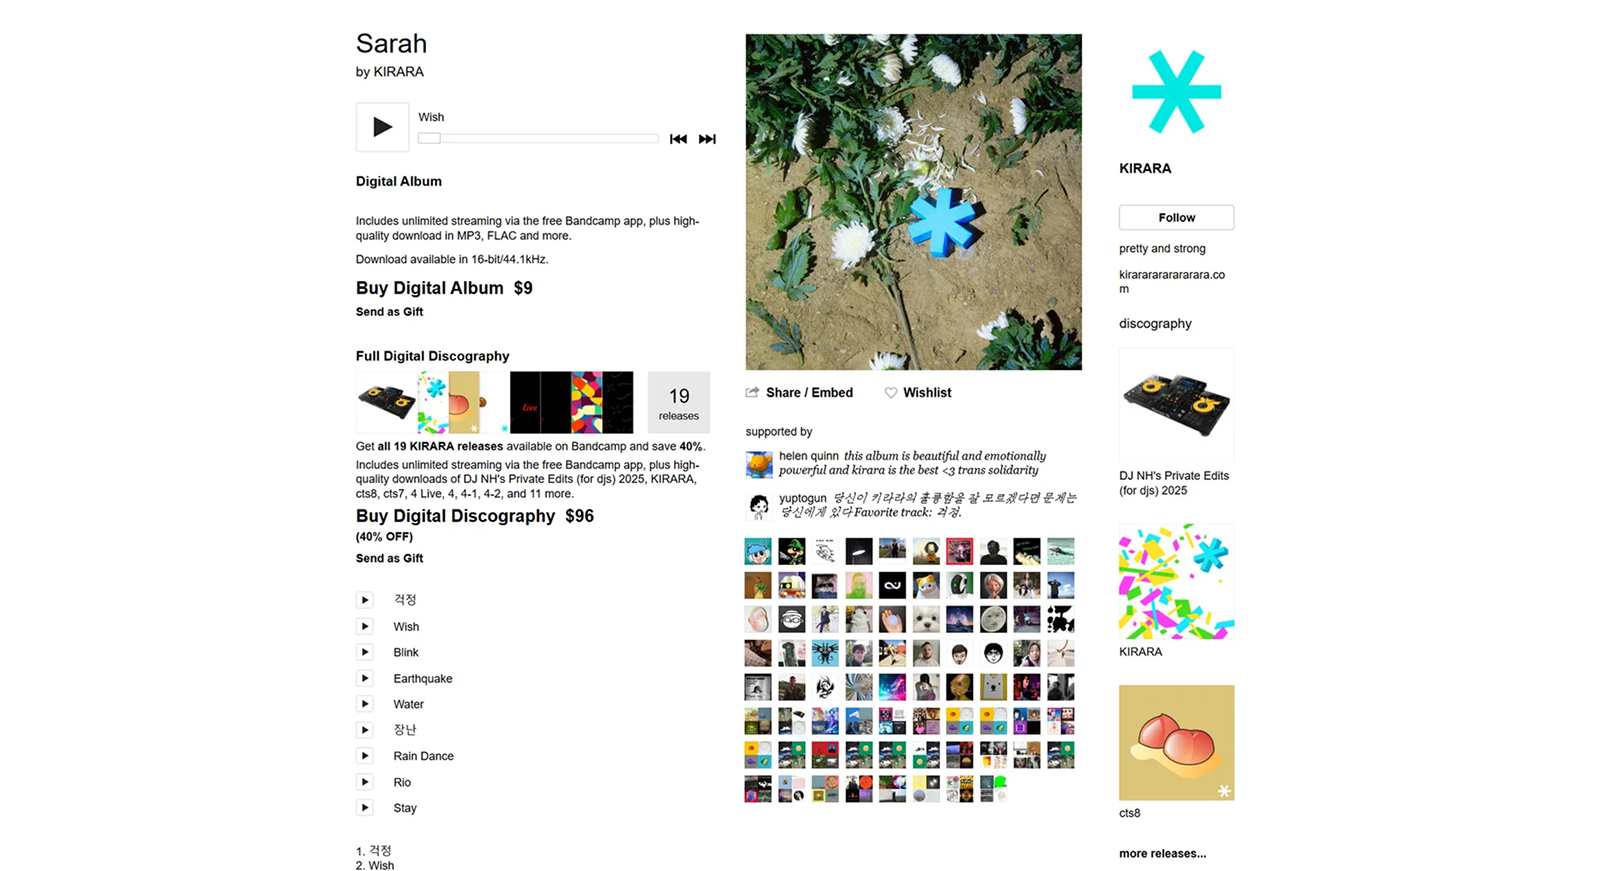 Sarah
by KIRARA
Wish
Digital Album
Includes unlimited streaming via the free Bandcamp app, plus high-
quality download in MP3, FLAC and more.
Download available in 16-bit/44.1kHz.
Buy Digital Album $9
Send as Gift
Full Digital Discography
Live
19
releases
Get all 19 KIRARA releases available on Bandcamp and save 40%.
Includes unlimited streaming via the free Bandcamp app, plus high-
quality downloads of DJ NH's Private Edits (for djs) 2025, KIRARA,
cts8, cts7, 4 Live, 4, 4-1, 4-2, and 11 more.
Buy Digital Discography $96
(40% OFF)
Send as Gift
걱정
Wish
Blink
Earthquake
Water
장난
Rain Dance
Rio
Stay
1. 걱정
2. Wish
Share / Embed
Wishlist
supported by
helen quinn this album is beautiful and emotionally
powerful and kirara is the best <3 trans solidarity
yuptogun 당신이 키라라의 훌륭함을 잘 모르겠다면 문제는
당신에게 있다 Favorite track: 걱정.
KIRARA
Follow
pretty and strong
kirararararararara.co
m
discography
DJ NH's Private Edits
(for djs) 2025
KIRARA
cts8
more releases...